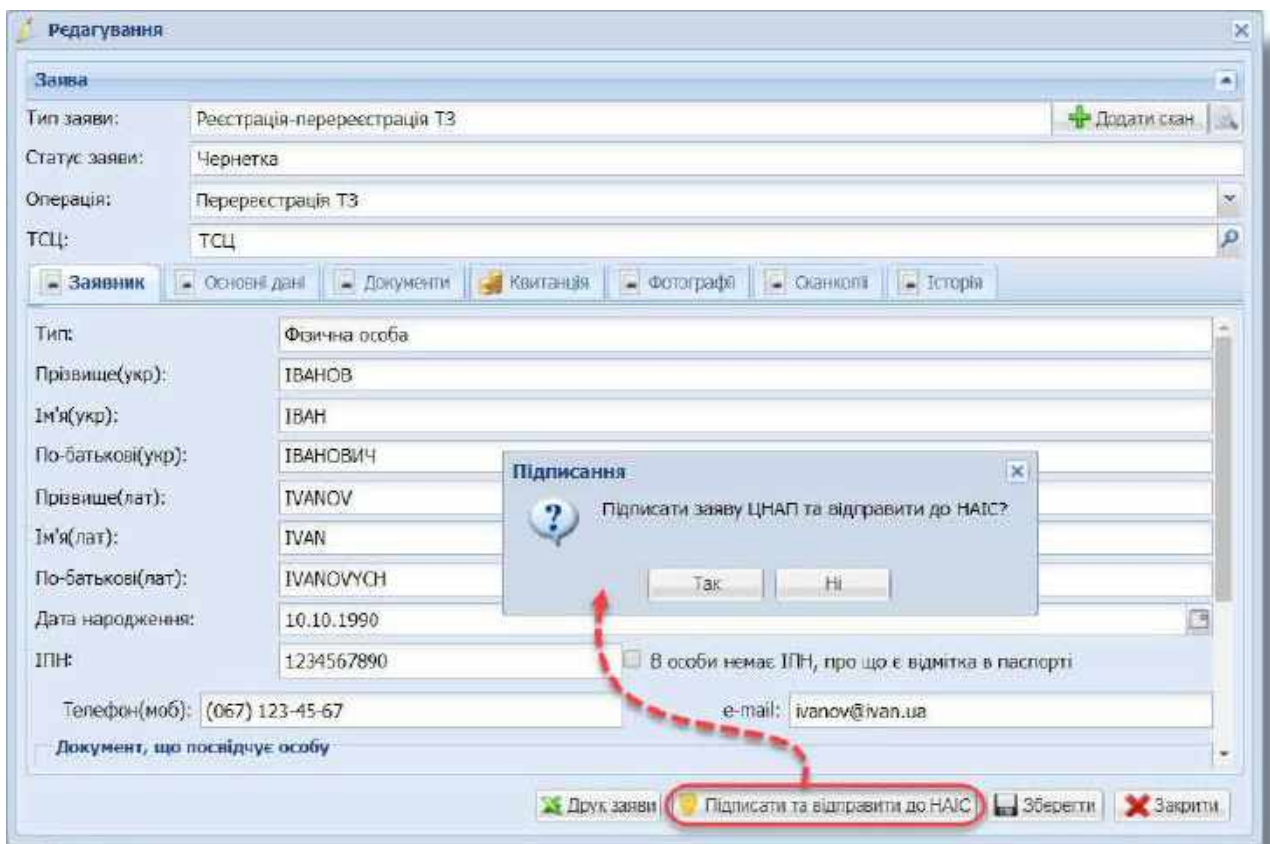 Редагування
Заява
Тип заяви: Реєстрація-перереєстрація ТЗ Додати скан
Статус заяви: Чернетка
Операція: Перереєстрація ТЗ
ТСЦ: ТСЦ
Заявник Основні дані Документи Квитанція Фотографії Сканкопії Історія
Тип: Фізична особа
Прізвище(укр): ІВАНОВ
Ім'я(укр): ІВАН
По-батькові(укр): ІВАНОВИЧ
Підписання
Прізвище(лат): IVANOV
Підписати заяву ЦНАП та відправити до НАІС?
Ім'я(лат): IVAN
По-батькові(лат): IVANOVYCH
Так Ні
Дата народження: 10.10.1990
ІПН: 1234567890 В особи немає ІПН, про що є відмітка в паспорті
Телефон(моб): (067) 123-45-67 e-mail: ivanov@ivan.ua
Документ, що посвідчує особу
Друк заяви Підписати та відправити до НАІС Зберегти Закрити